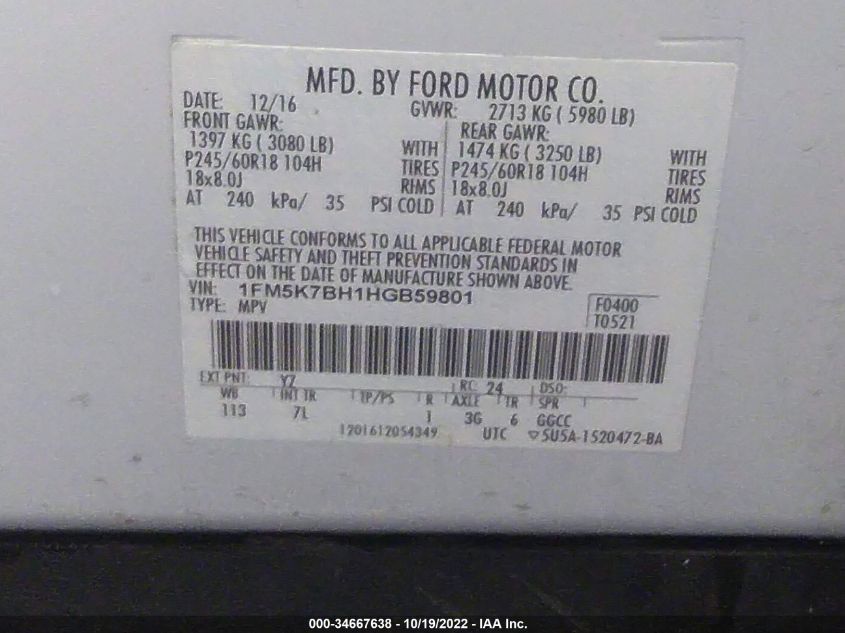 MFD. BY FORD MOTOR CO.
DATE: 12/16 GVWR: 2713 KG ( 5980 LB)
FRONT GAWR: REAR GAWR:
1397 KG ( 3080 LB) WITH 1474 KG ( 3250 LB) WITH
P245/60R18 104H TIRES P245/60R18 104H TIRES
18x8.0J RIMS 18x8.0J RIMS
AT 240 kPa/ 35 PSI COLD AT 240 kPa/ 35 PSI COLD
THIS VEHICLE CONFORMS TO ALL APPLICABLE FEDERAL MOTOR
VEHICLE SAFETY AND THEFT PREVENTION STANDARDS IN
EFFECT ON THE DATE OF MANUFACTURE SHOWN ABOVE.
VIN: 1FM5K7BH1HGB59801 F0400
TYPE: MPV T0521
EXT PNT: YZ RC: 24 DSO:
WB INT TR TP/PS R AXLE TR SPR
113 7L 1 3G 6 GGCC
1201612054349 UTC ▽5U5A-1520472-BA
000-34667638 - 10/19/2022 - IAA Inc.